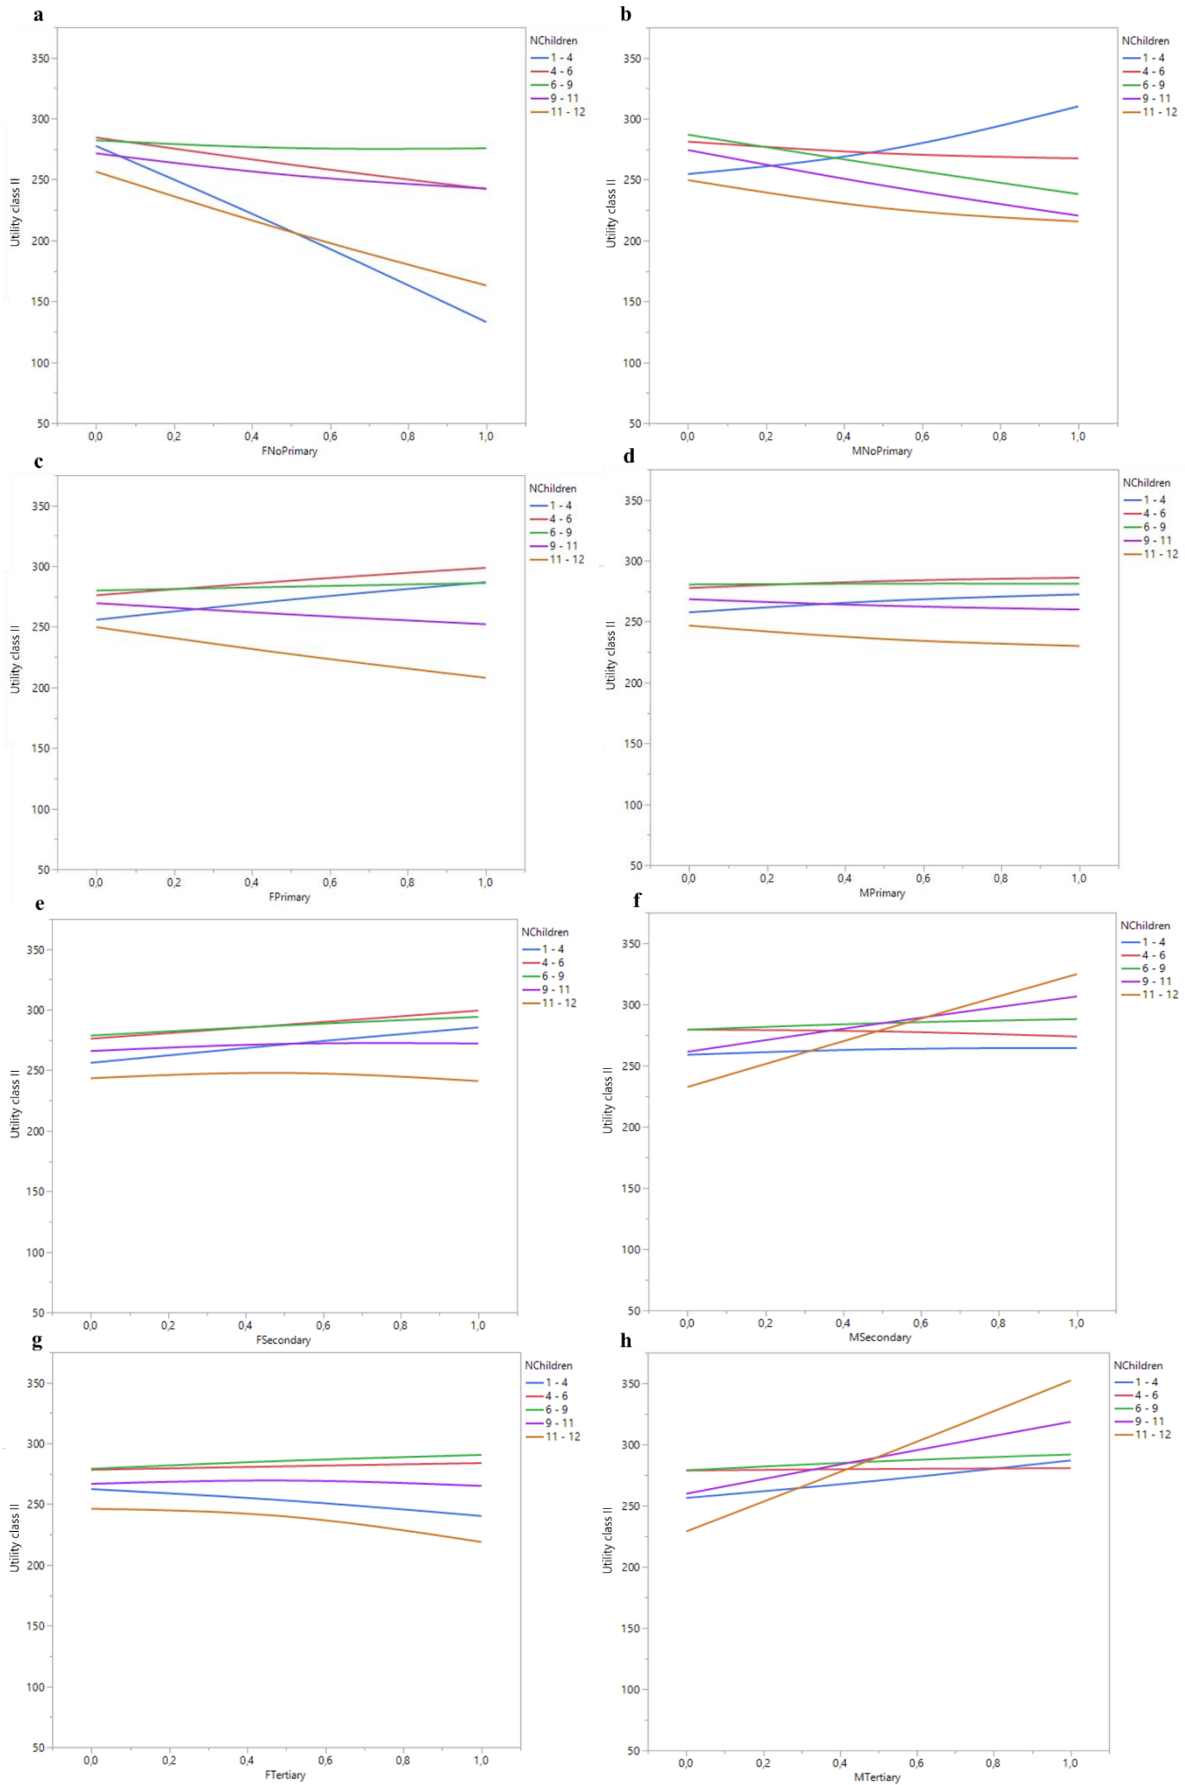 a
NChildren
1 - 4
4 - 6
6 - 9
9 - 11
11 - 12
350
300
250
200
150
100
50
Utility class II
0,0 0,2 0,4 0,6 0,8 1,0
FNoPrimary
b
NChildren
1 - 4
4 - 6
6 - 9
9 - 11
11 - 12
350
300
250
200
150
100
50
Utility class II
0,0 0,2 0,4 0,6 0,8 1,0
MNoPrimary
c
NChildren
1 - 4
4 - 6
6 - 9
9 - 11
11 - 12
350
300
250
200
150
100
50
Utility class II
0,0 0,2 0,4 0,6 0,8 1,0
FPrimary
d
NChildren
1 - 4
4 - 6
6 - 9
9 - 11
11 - 12
350
300
250
200
150
100
50
Utility class II
0,0 0,2 0,4 0,6 0,8 1,0
MPrimary
e
NChildren
1 - 4
4 - 6
6 - 9
9 - 11
11 - 12
350
300
250
200
150
100
50
Utility class II
0,0 0,2 0,4 0,6 0,8 1,0
FSecondary
f
NChildren
1 - 4
4 - 6
6 - 9
9 - 11
11 - 12
350
300
250
200
150
100
50
Utility class II
0,0 0,2 0,4 0,6 0,8 1,0
MSecondary
g
NChildren
1 - 4
4 - 6
6 - 9
9 - 11
11 - 12
350
300
250
200
150
100
50
Utility class II
0,0 0,2 0,4 0,6 0,8 1,0
FTertiary
h
NChildren
1 - 4
4 - 6
6 - 9
9 - 11
11 - 12
350
300
250
200
150
100
50
Utility class II
0,0 0,2 0,4 0,6 0,8 1,0
MTertiary